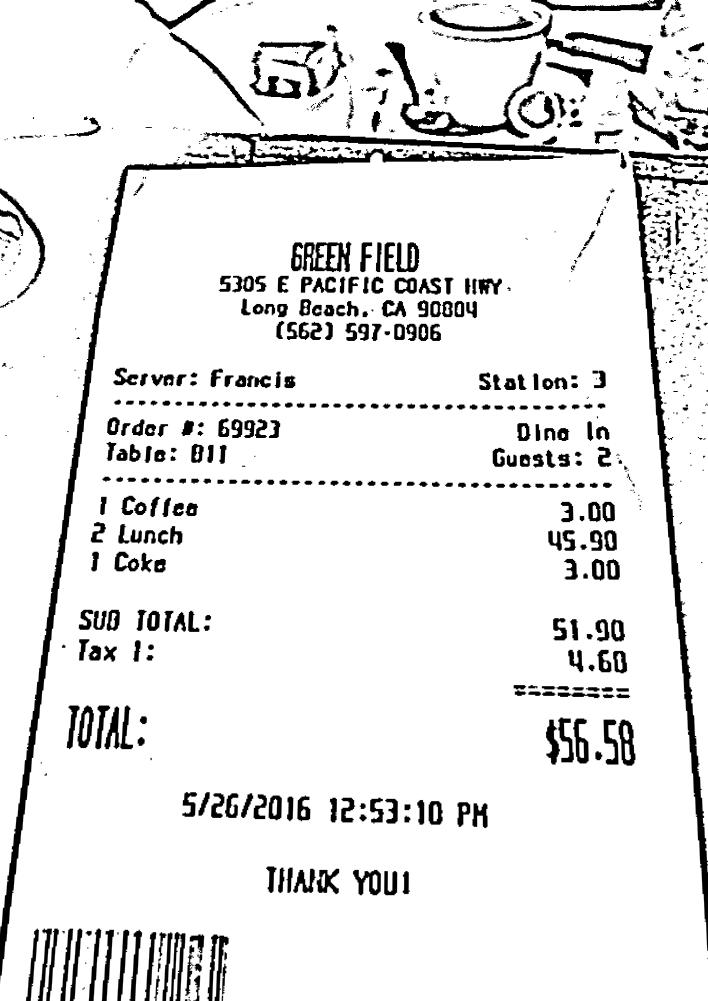 GREEN FIELD
5305 E PACIFIC COAST HWY
Long Beach, CA 90804
(562) 597-0906
Server: Francis Station: 3
Order #: 69923 Dine In
Table: B11 Guests: 2
1 Coffee 3.00
2 Lunch 45.90
1 Coke 3.00
SUB TOTAL: 51.90
Tax 1: 4.68
========
TOTAL: $56.58
5/26/2016 12:53:10 PM
THANK YOU!